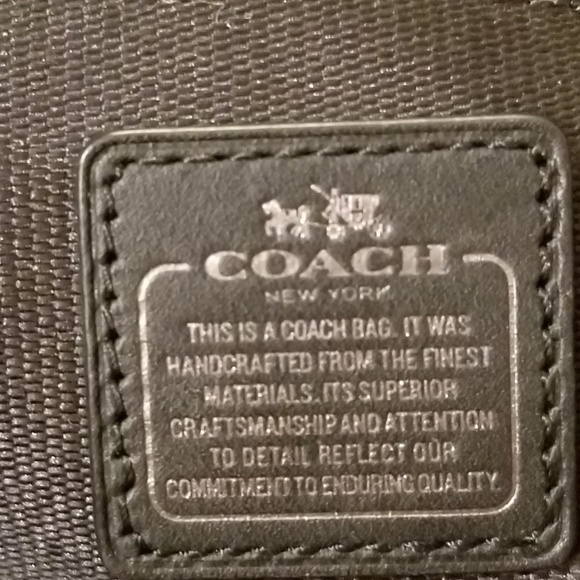 COACH
NEW YORK
THIS IS A COACH BAG. IT WAS
HANDCRAFTED FROM THE FINEST
MATERIALS. ITS SUPERIOR
CRAFTSMANSHIP AND ATTENTION
TO DETAIL REFLECT OUR
COMMITMENT TO ENDURING QUALITY.